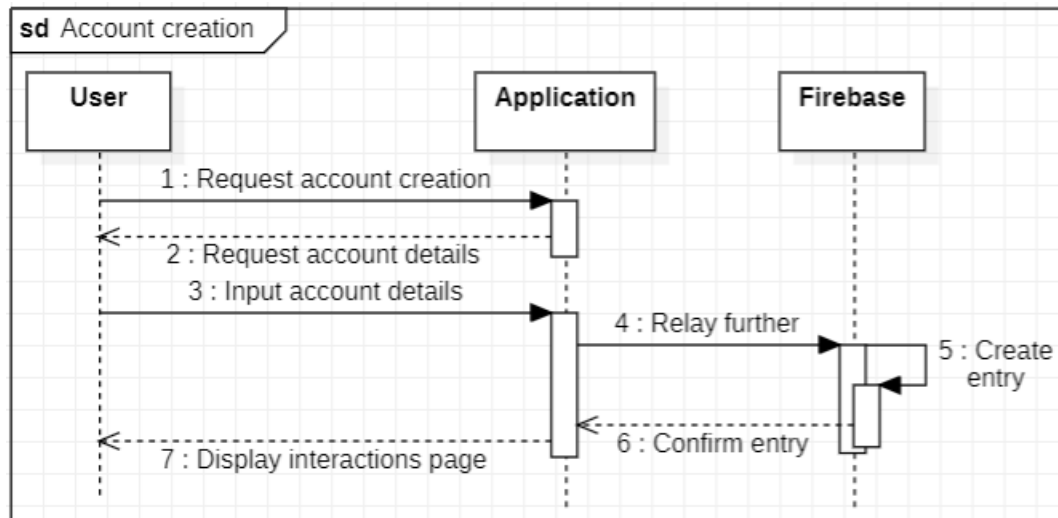 sd Account creation
User
Application
Firebase
1 : Request account creation
2 : Request account details
3 : Input account details
4 : Relay further
5 : Create
entry
6 : Confirm entry
7 : Display interactions page